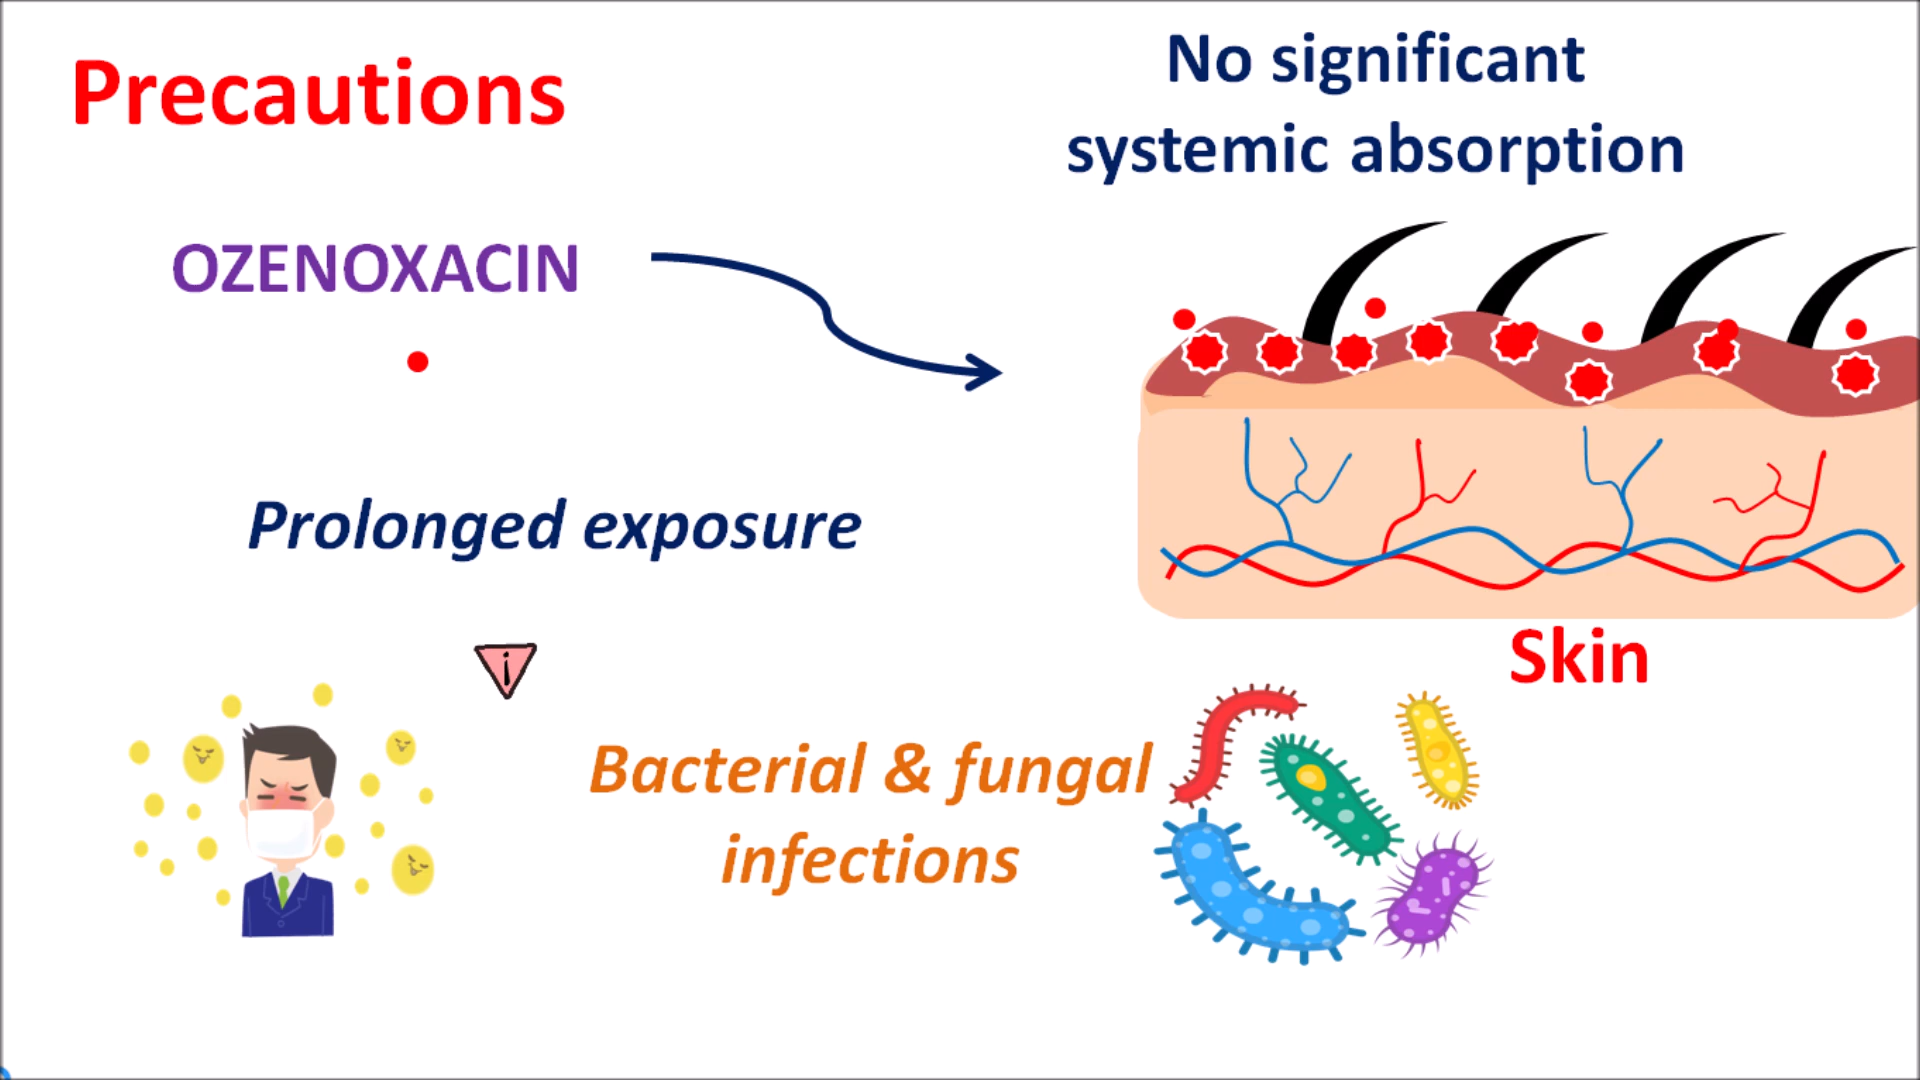 Precautions
No significant
systemic absorption
OZENOXACIN
Prolonged exposure
i
Skin
Bacterial & fungal
infections